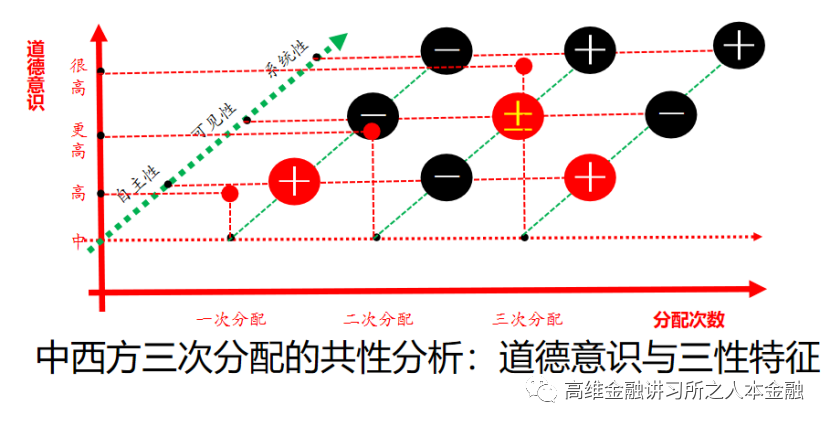 道德意识
很高
更高
高
中
系统性
可见性
自主性
−
+
+
−
±
−
+
−
+
一次分配
二次分配
三次分配
分配次数
中西方三次分配的共性分析：道德意识与三性特征
高维金融讲习所之人本金融